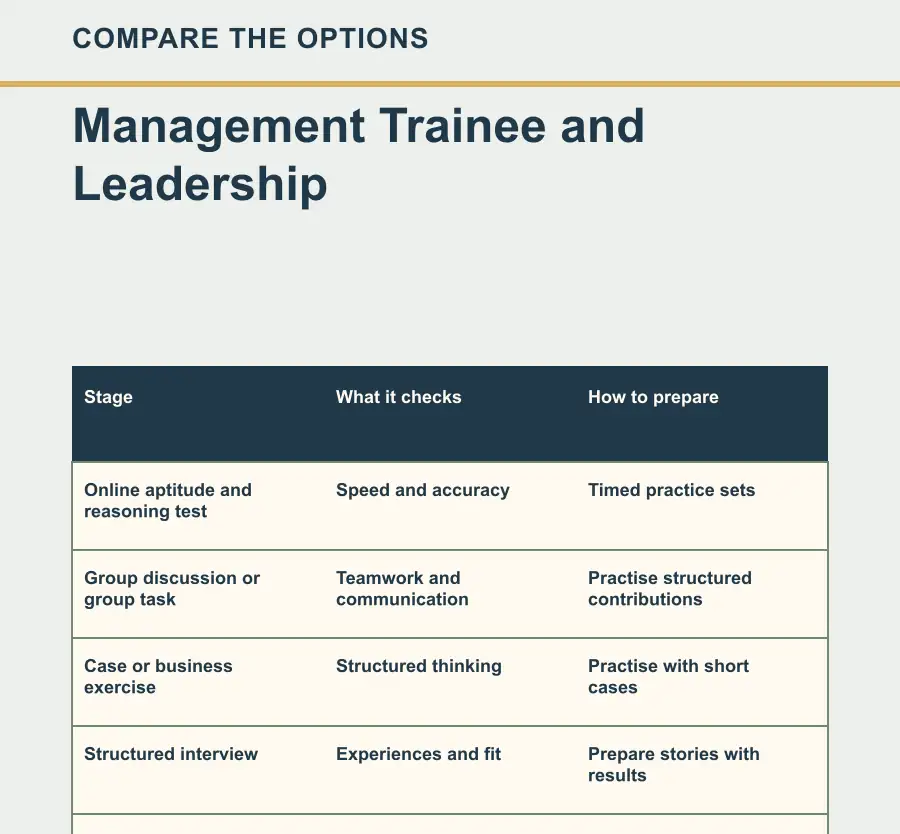 COMPARE THE OPTIONS
Management Trainee and
Leadership
Stage What it checks How to prepare
Online aptitude and Speed and accuracy Timed practice sets
reasoning test
Group discussion or Teamwork and Practise structured
group task communication contributions
Case or business Structured thinking Practise with short
exercise cases
Structured interview Experiences and fit Prepare stories with
results